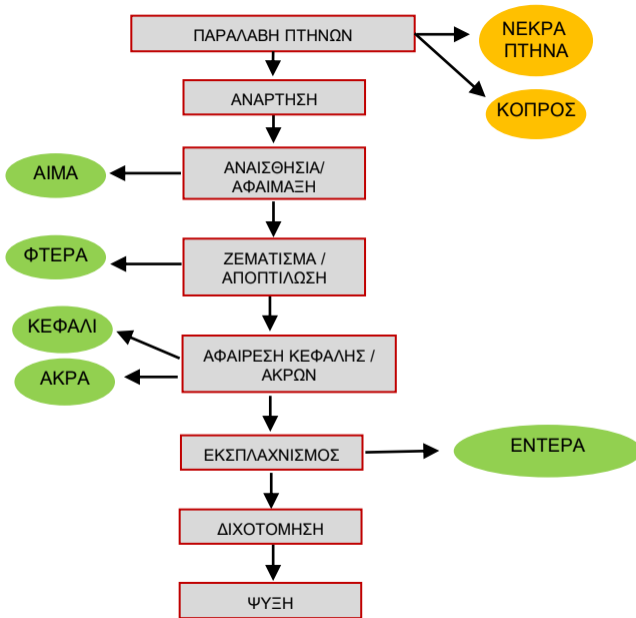 ΠΑΡΑΛΑΒΗ ΠΤΗΝΩΝ
ΝΕΚΡΑ
ΠΤΗΝΑ
ΚΟΠΡΟΣ
ΑΝΑΡΤΗΣΗ
ΑΝΑΙΣΘΗΣΙΑ/
ΑΦΑΙΜΑΞΗ
ΑΙΜΑ
ΖΕΜΑΤΙΣΜΑ /
ΑΠΟΠΤΙΛΩΣΗ
ΦΤΕΡΑ
ΚΕΦΑΛΙ
ΑΚΡΑ
ΑΦΑΙΡΕΣΗ ΚΕΦΑΛΗΣ /
ΑΚΡΩΝ
ΕΚΣΠΛΑΧΝΙΣΜΟΣ
ΕΝΤΕΡΑ
ΔΙΧΟΤΟΜΗΣΗ
ΨΥΞΗ